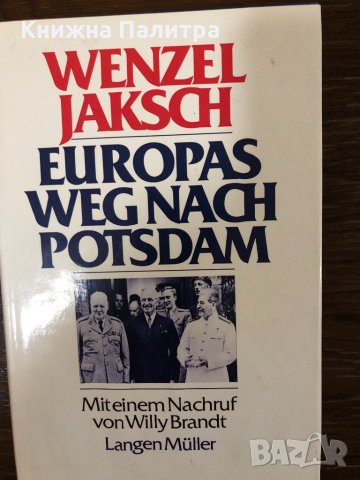 Книжна Палитра
WENZEL
JAKSCH
EUROPAS
WEG NACH
POTSDAM
Mit einem Nachruf
von Willy Brandt
Langen Müller
BAZAR